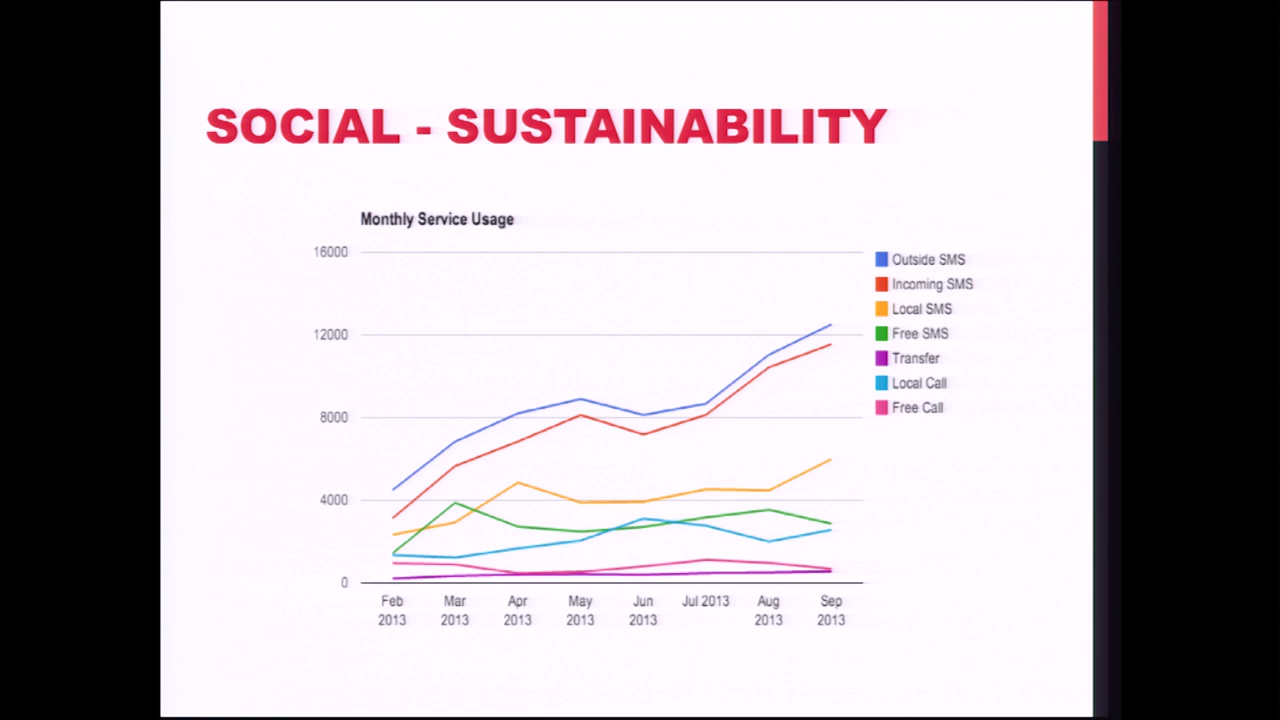 SOCIAL - SUSTAINABILITY
Monthly Service Usage
16000
12000
8000
4000
0
Feb 2013
Mar 2013
Apr 2013
May 2013
Jun 2013
Jul 2013
Aug 2013
Sep 2013
Outside SMS
Incoming SMS
Local SMS
Free SMS
Transfer
Local Call
Free Call